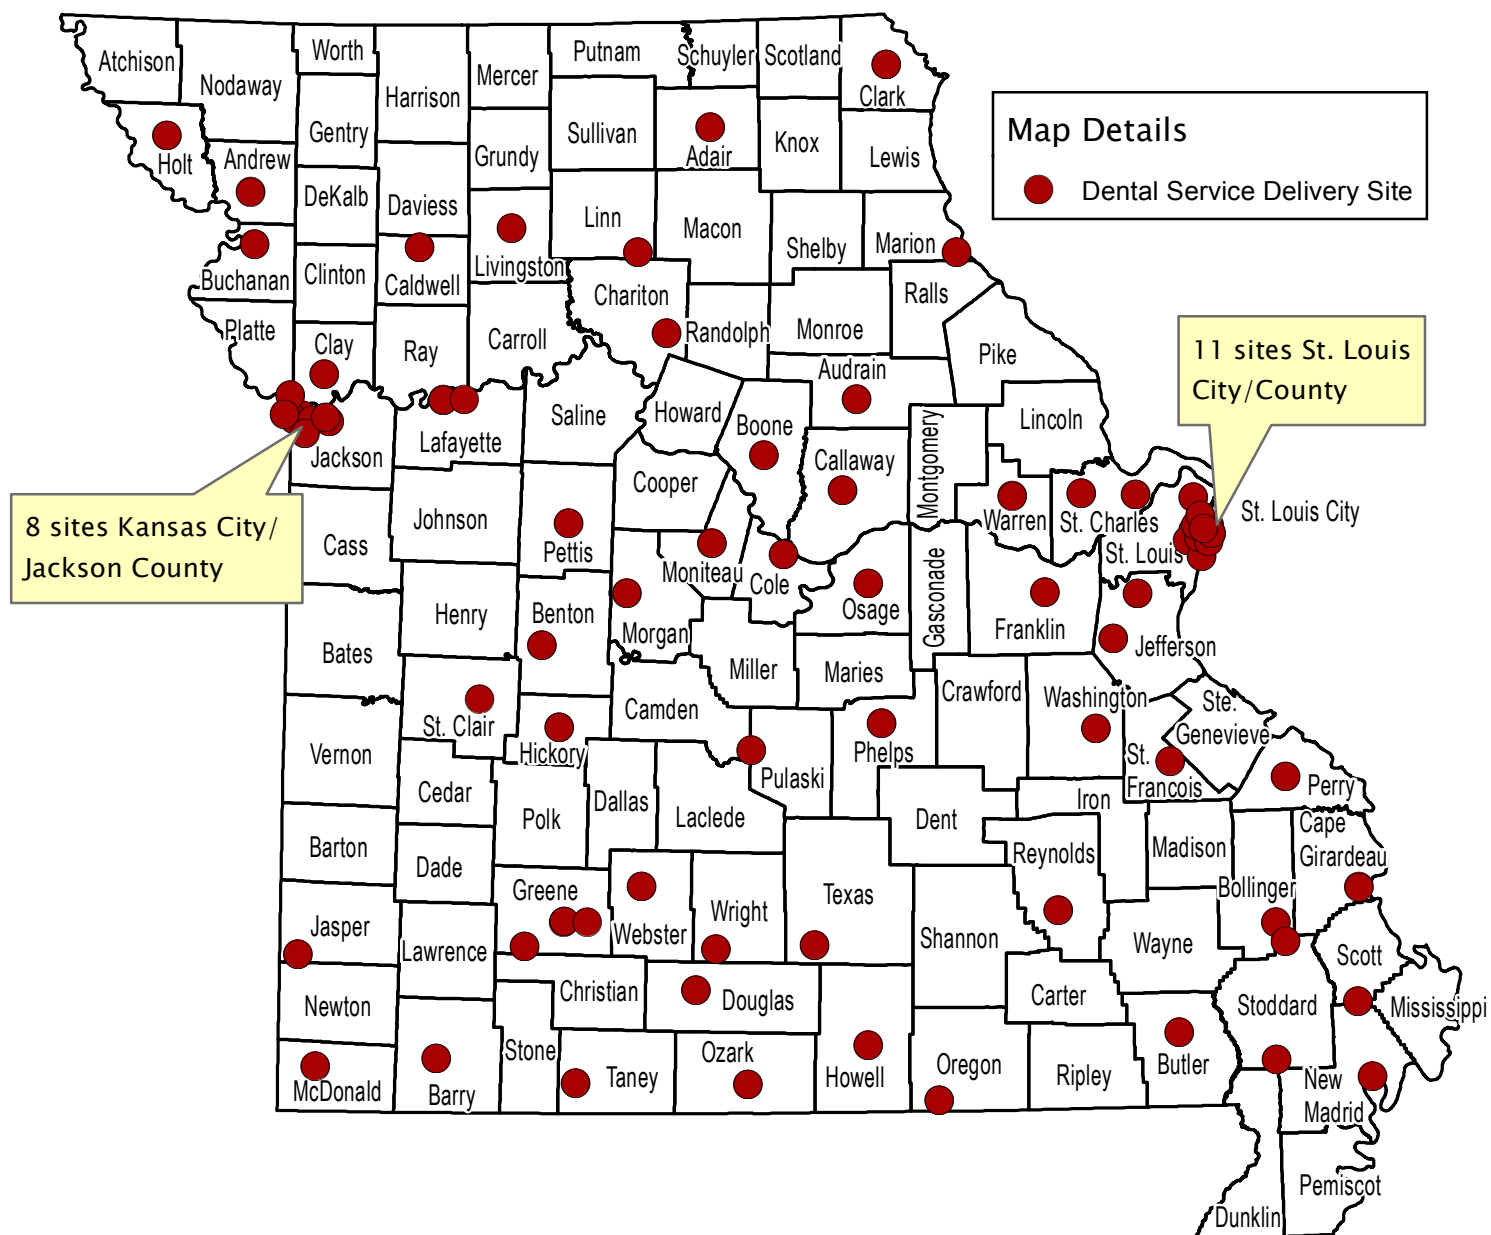 Atchison
Nodaway
Worth
Harrison
Mercer
Putnam
Schuyler
Scotland
Clark
Holt
Andrew
Gentry
DeKalb
Daviess
Grundy
Sullivan
Adair
Knox
Lewis
Map Details
Dental Service Delivery Site
Buchanan
Clinton
Caldwell
Livingston
Linn
Macon
Shelby
Marion
Platte
Clay
Ray
Carroll
Chariton
Randolph
Monroe
Ralls
Pike
11 sites St. Louis
City/County
Jackson
Lafayette
Saline
Howard
Boone
Audrain
Callaway
Montgomery
Lincoln
Warren
St. Charles
St. Louis
St. Louis City
8 sites Kansas City/
Jackson County
Cass
Johnson
Pettis
Cooper
Moniteau
Cole
Osage
Gasconade
Franklin
Jefferson
Bates
Henry
Benton
Morgan
Miller
Maries
Crawford
Washington
Ste.
Genevieve
Vernon
St. Clair
Hickory
Camden
Pulaski
Phelps
St.
Francois
Perry
Cedar
Polk
Dallas
Laclede
Dent
Iron
Madison
Cape
Girardeau
Barton
Dade
Greene
Webster
Wright
Texas
Reynolds
Bollinger
Jasper
Lawrence
Christian
Douglas
Shannon
Wayne
Scott
Newton
Stone
Carter
Stoddard
Mississippi
McDonald
Barry
Taney
Ozark
Howell
Oregon
Ripley
Butler
New
Madrid
Pemiscot
Dunklin